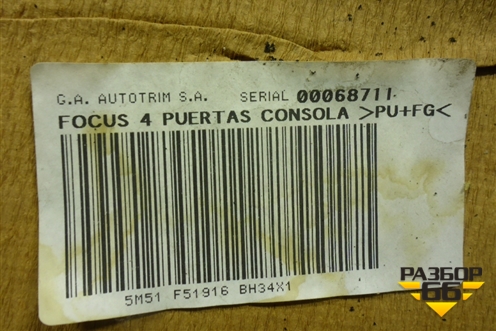 G.A. AUTOTRIM S.A. SERIAL 00068711
FOCUS 4 PUERTAS CONSOLA >PU+FG<
5M51 F51916 BH34X1
РАЗБОР
66